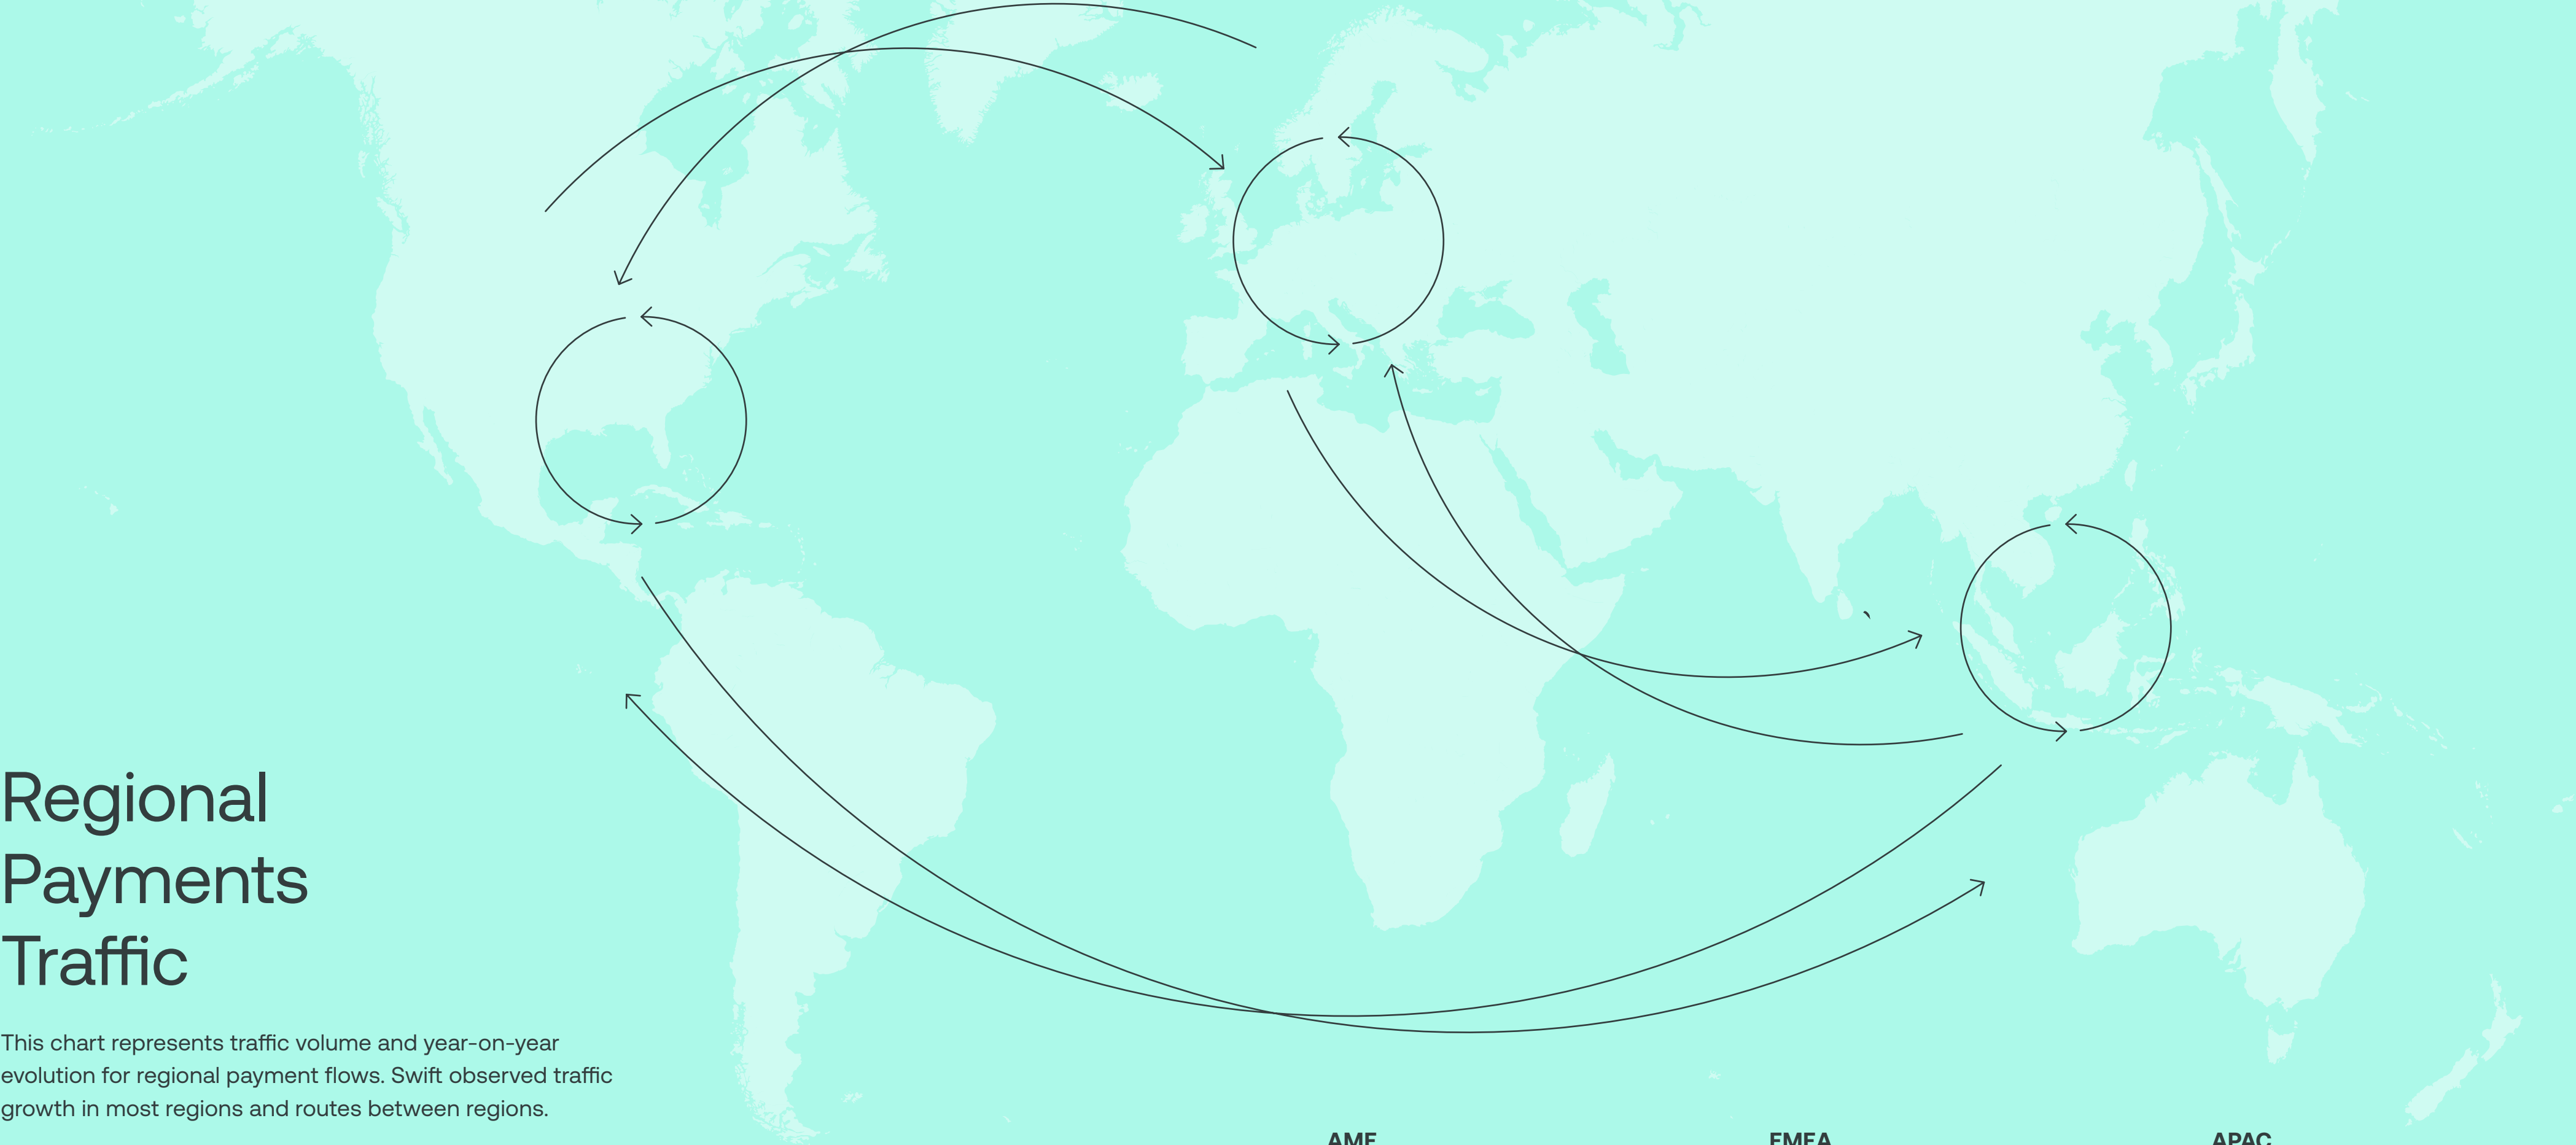 Regional
Payments
Traffic
This chart represents traffic volume and year-on-year
evolution for regional payment flows. Swift observed traffic
growth in most regions and routes between regions.
AME
EMEA
APAC